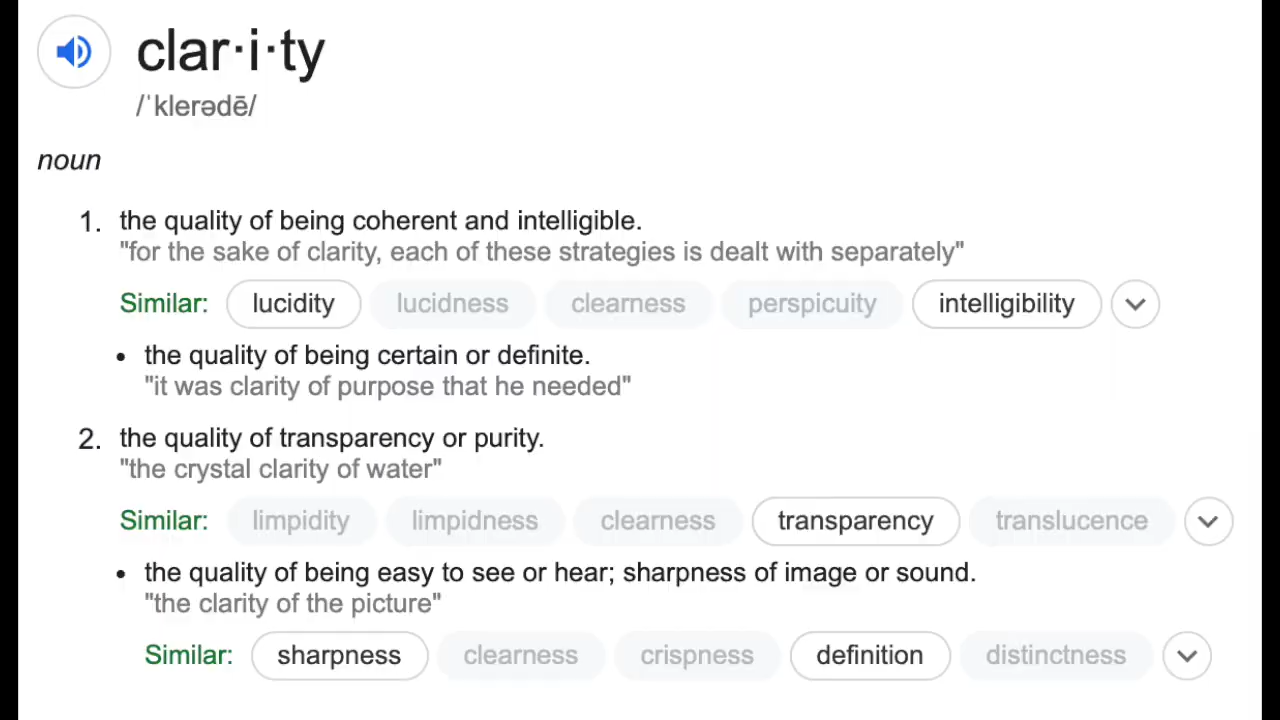 clar·i·ty
/ˈklerədē/
noun
1. the quality of being coherent and intelligible.
"for the sake of clarity, each of these strategies is dealt with separately"
Similar: lucidity lucidness clearness perspicuity intelligibility
• the quality of being certain or definite.
"it was clarity of purpose that he needed"
2. the quality of transparency or purity.
"the crystal clarity of water"
Similar: limpidity limpidness clearness transparency translucence
• the quality of being easy to see or hear; sharpness of image or sound.
"the clarity of the picture"
Similar: sharpness clearness crispness definition distinctness